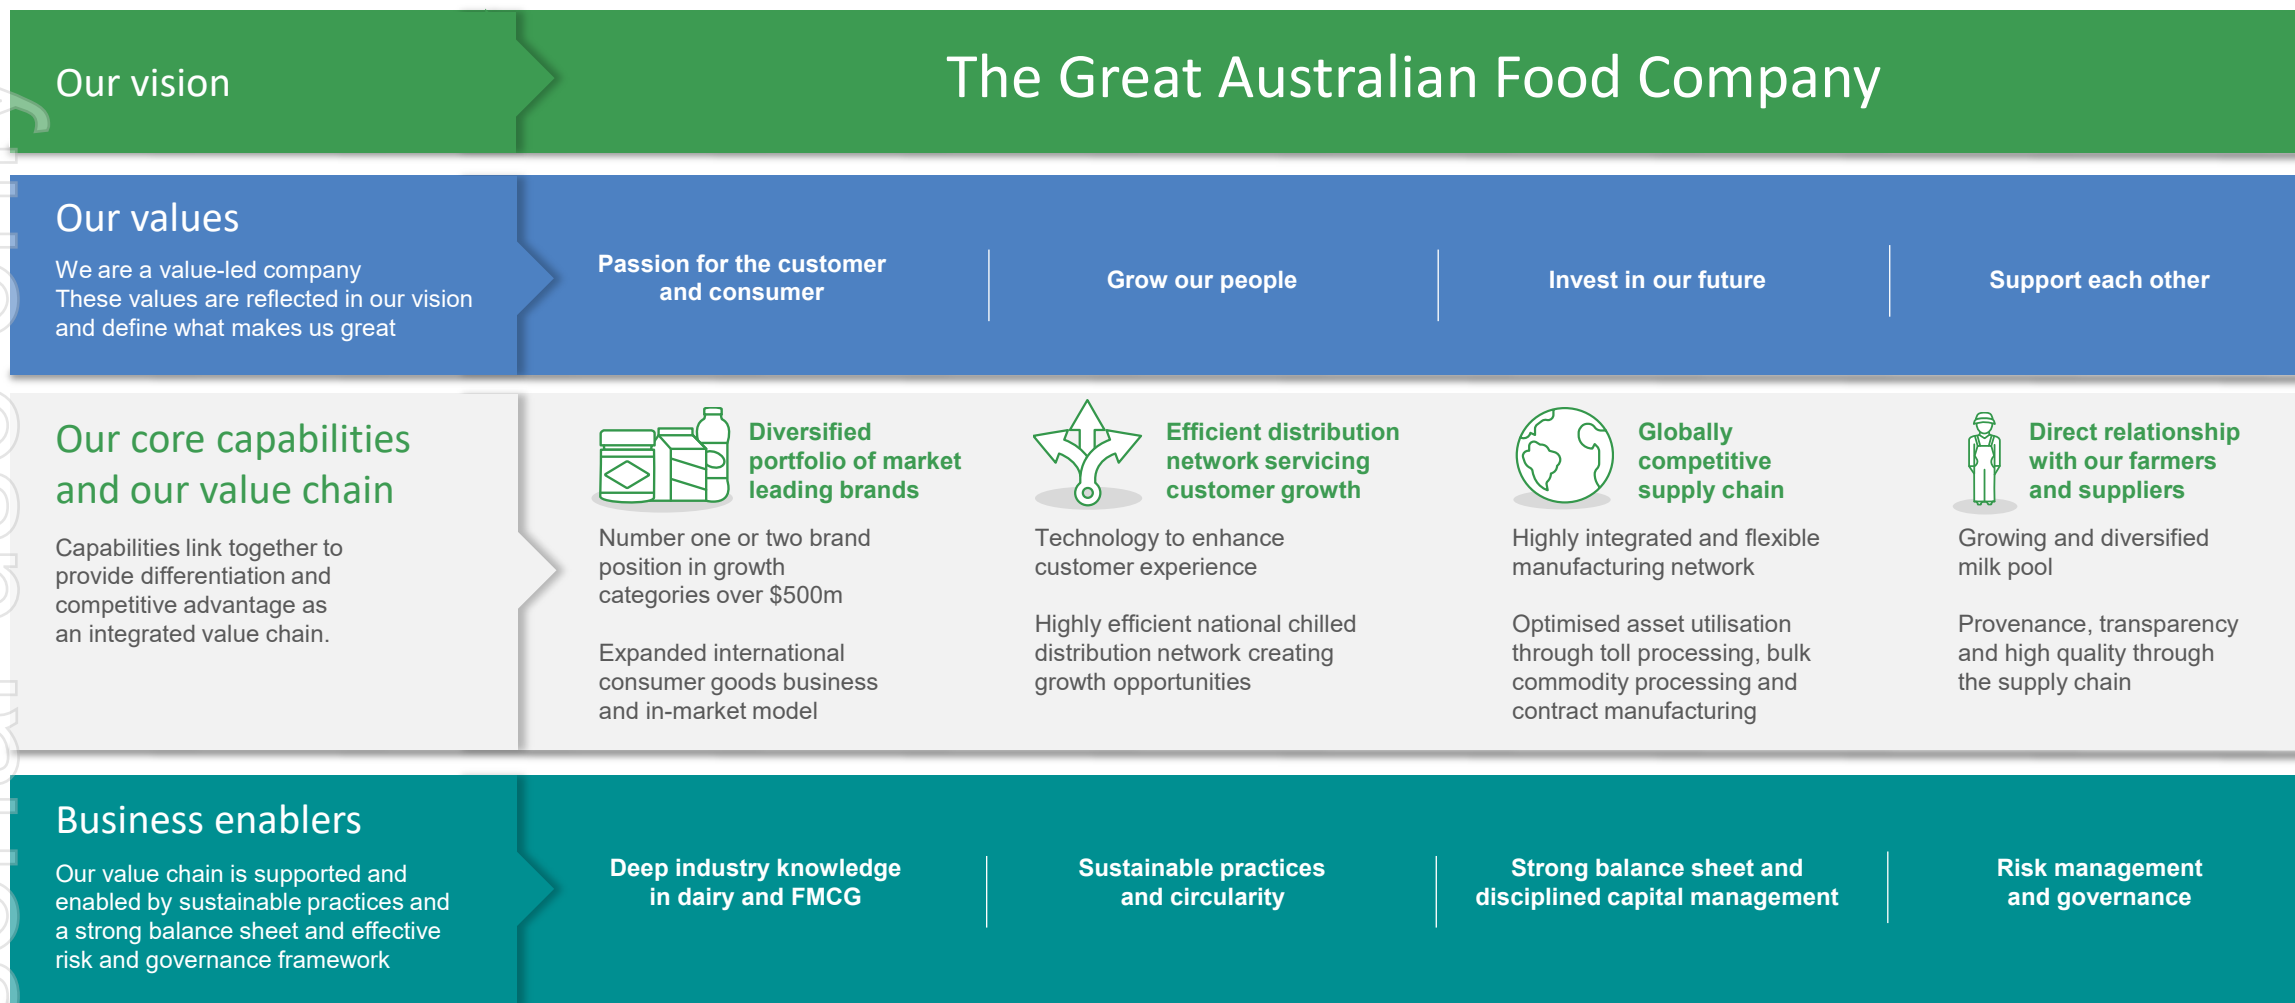 Our vision
The Great Australian Food Company
Our values
We are a value-led company
These values are reflected in our vision
and define what makes us great
Passion for the customer
and consumer
Grow our people
Invest in our future
Support each other
Our core capabilities
and our value chain
Capabilities link together to
provide differentiation and
competitive advantage as
an integrated value chain.
Diversified
portfolio of market
leading brands
Number one or two brand
position in growth
categories over $500m
Expanded international
consumer goods business
and in-market model
Efficient distribution
network servicing
customer growth
Technology to enhance
customer experience
Highly efficient national chilled
distribution network creating
growth opportunities
Globally
competitive
supply chain
Highly integrated and flexible
manufacturing network
Optimised asset utilisation
through toll processing, bulk
commodity processing and
contract manufacturing
Direct relationship
with our farmers
and suppliers
Growing and diversified
milk pool
Provenance, transparency
and high quality through
the supply chain
Business enablers
Our value chain is supported and
enabled by sustainable practices and
a strong balance sheet and effective
risk and governance framework
Deep industry knowledge
in dairy and FMCG
Sustainable practices
and circularity
Strong balance sheet and
disciplined capital management
Risk management
and governance